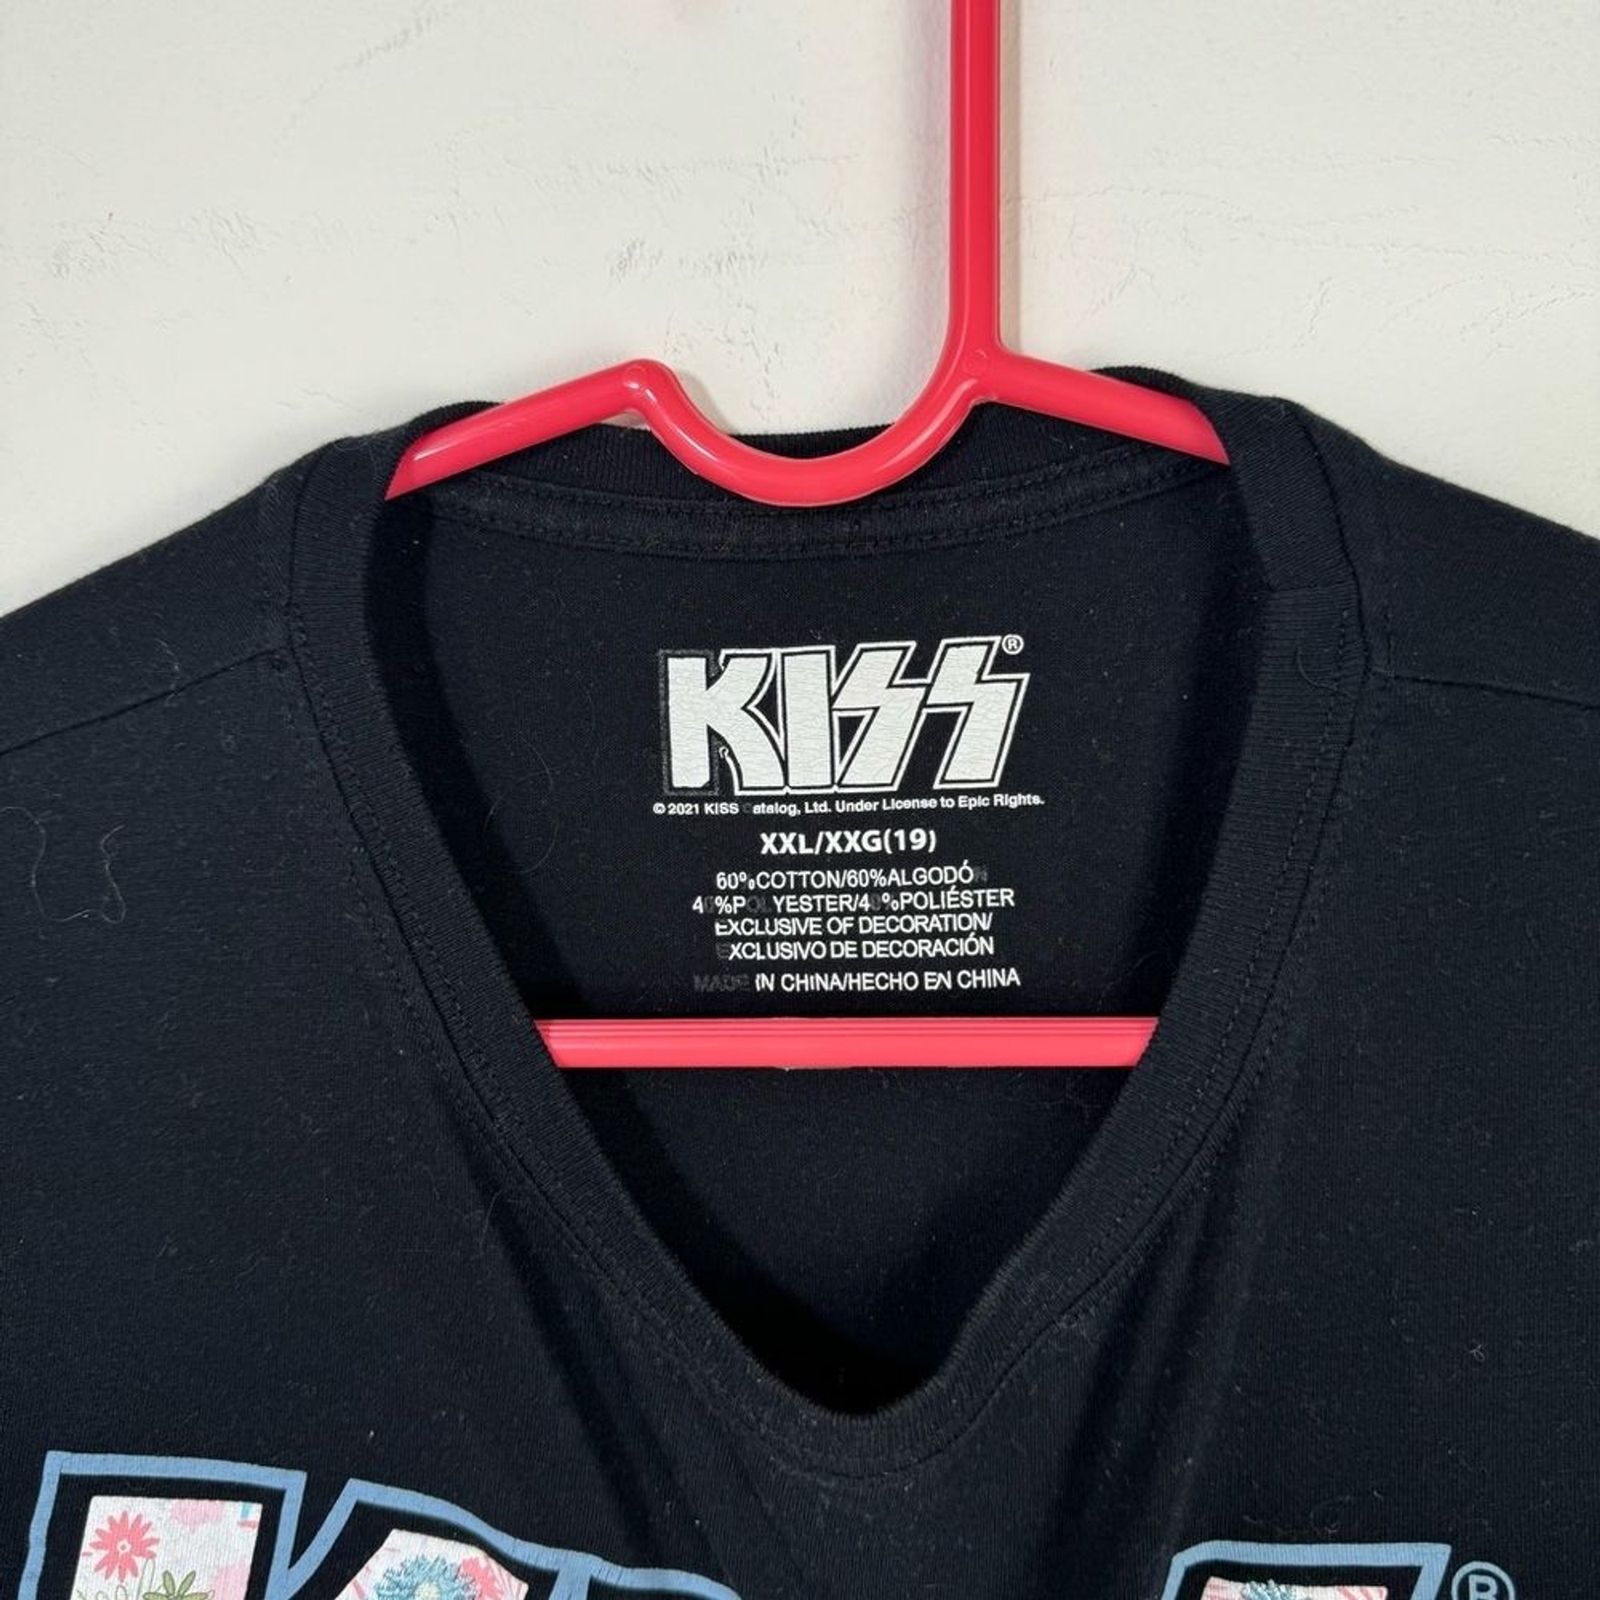 KISS®
© 2021 KISS Catalog, Ltd. Under License to Epic Rights.
XXL/XXG(19)
60%COTTON/60%ALGODÓN
40%POLYESTER/40%POLIÉSTER
EXCLUSIVE OF DECORATION/
EXCLUSIVO DE DECORACIÓN
MADE IN CHINA/HECHO EN CHINA
®